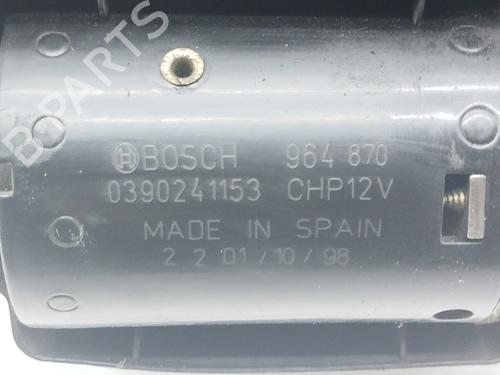 B-PARTS
BOSCH 964 870
0390241153 CHP12V
MADE IN SPAIN
2 2 01/10/98